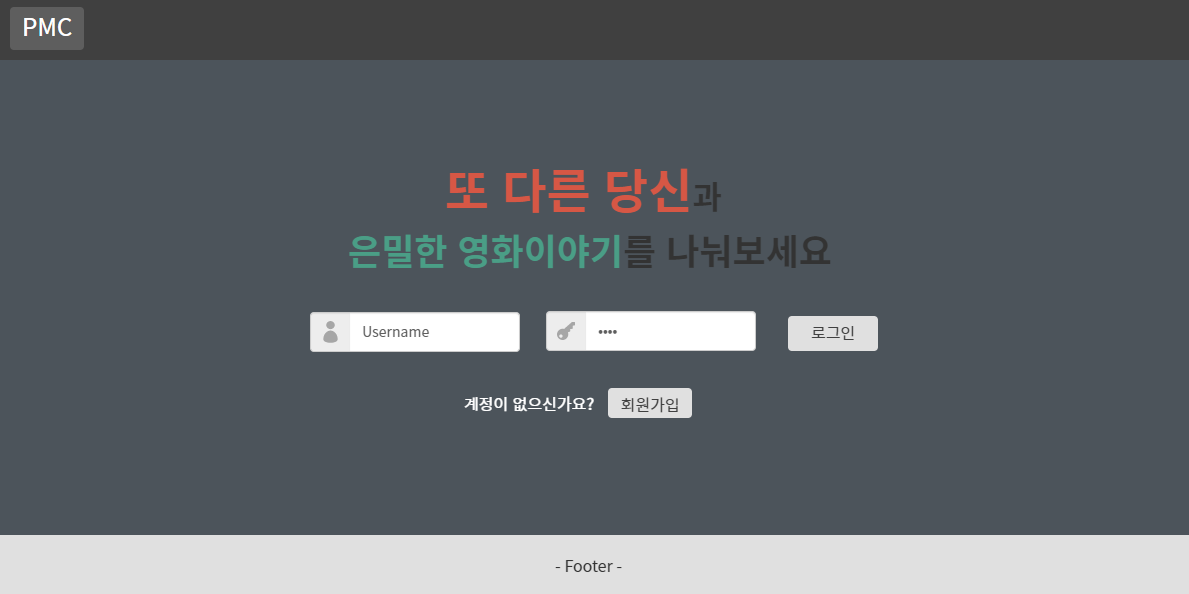 PMC
또 다른 당신과
은밀한 영화이야기를 나눠보세요
Username
••••
로그인
계정이 없으신가요?
회원가입
- Footer -